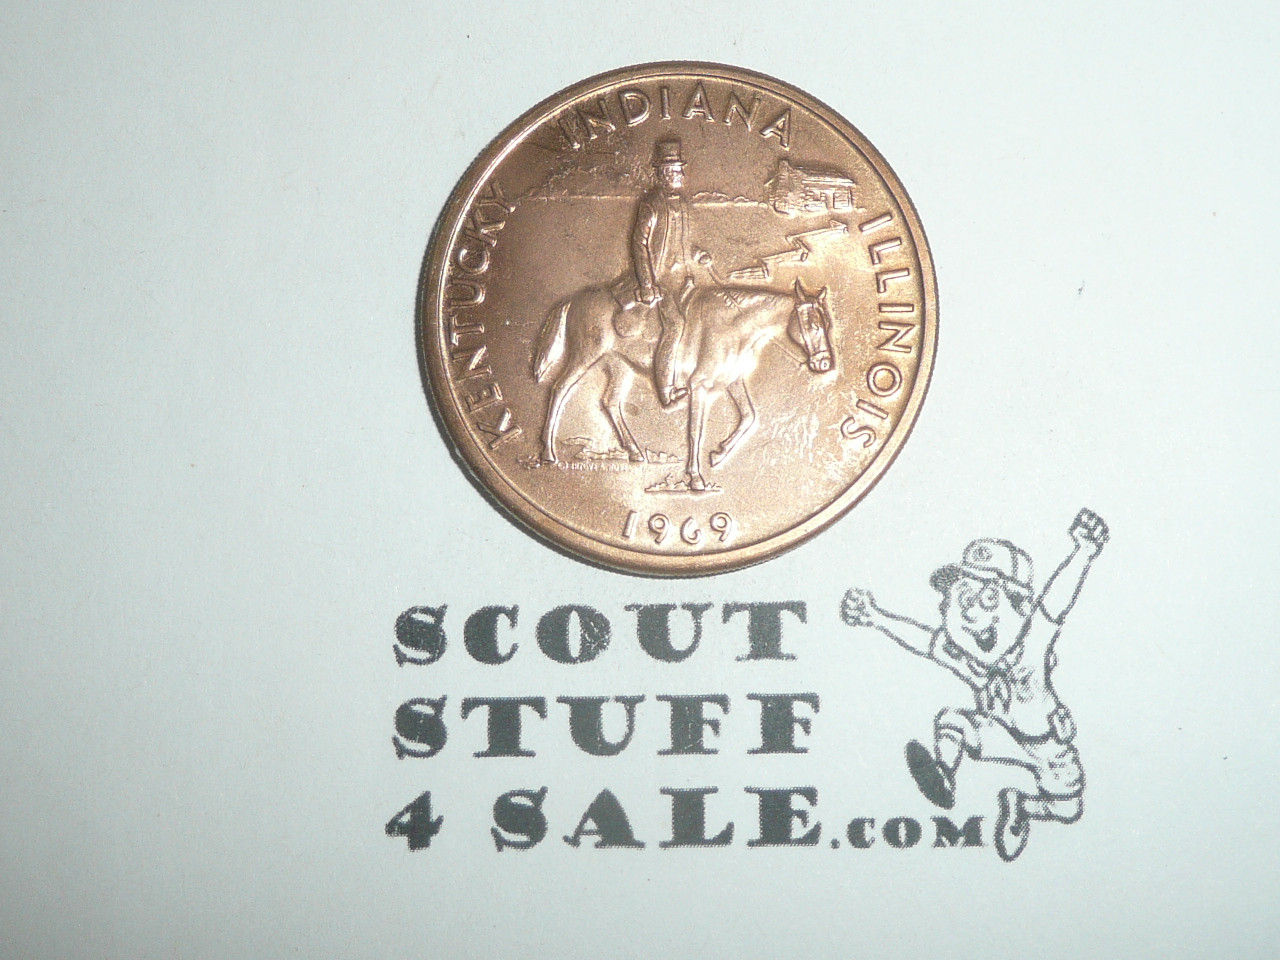 KENTUCKY INDIANA ILLINOIS
1969
SCOUT
STUFF
4 SALE.COM